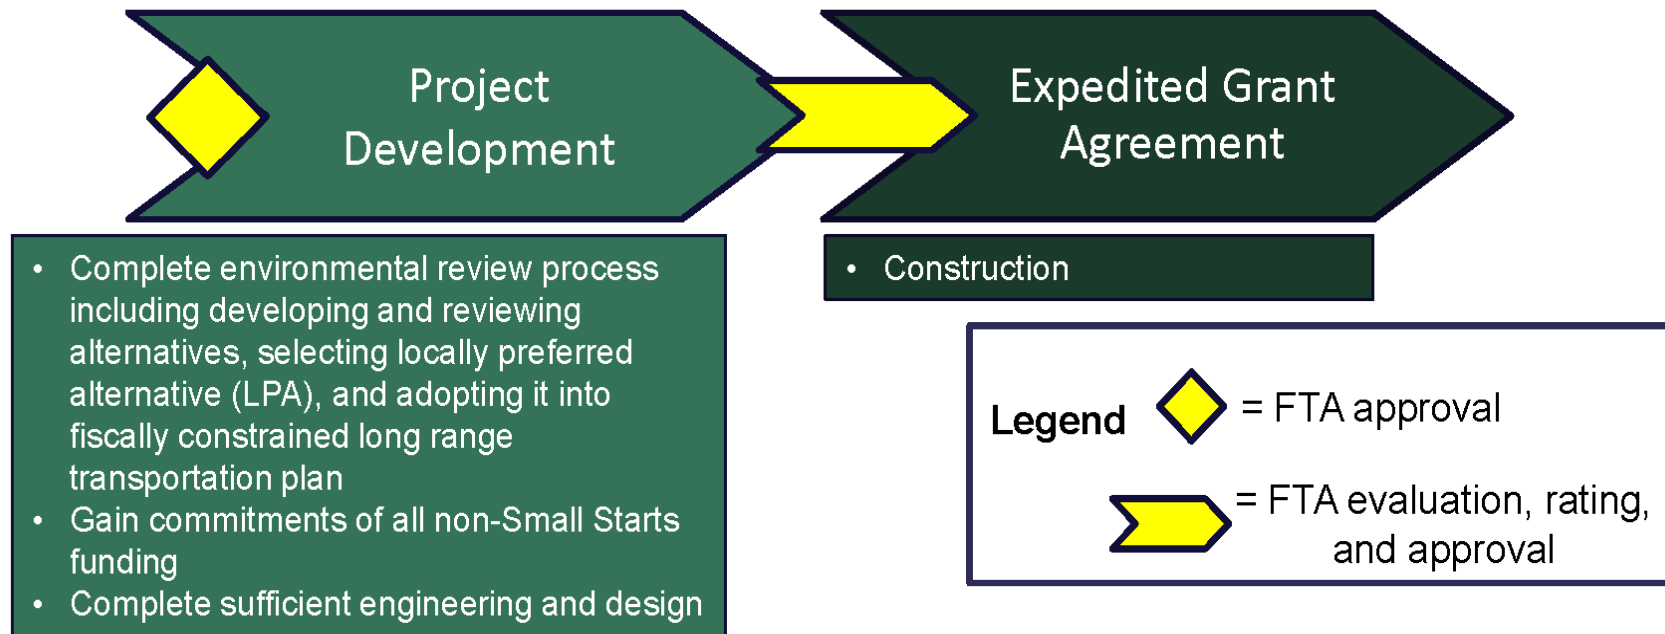 Project
Development
Expedited Grant
Agreement
• Complete environmental review process
including developing and reviewing
alternatives, selecting locally preferred
alternative (LPA), and adopting it into
fiscally constrained long range
transportation plan
• Gain commitments of all non-Small Starts
funding
• Complete sufficient engineering and design
• Construction
Legend
= FTA approval
= FTA evaluation, rating,
and approval